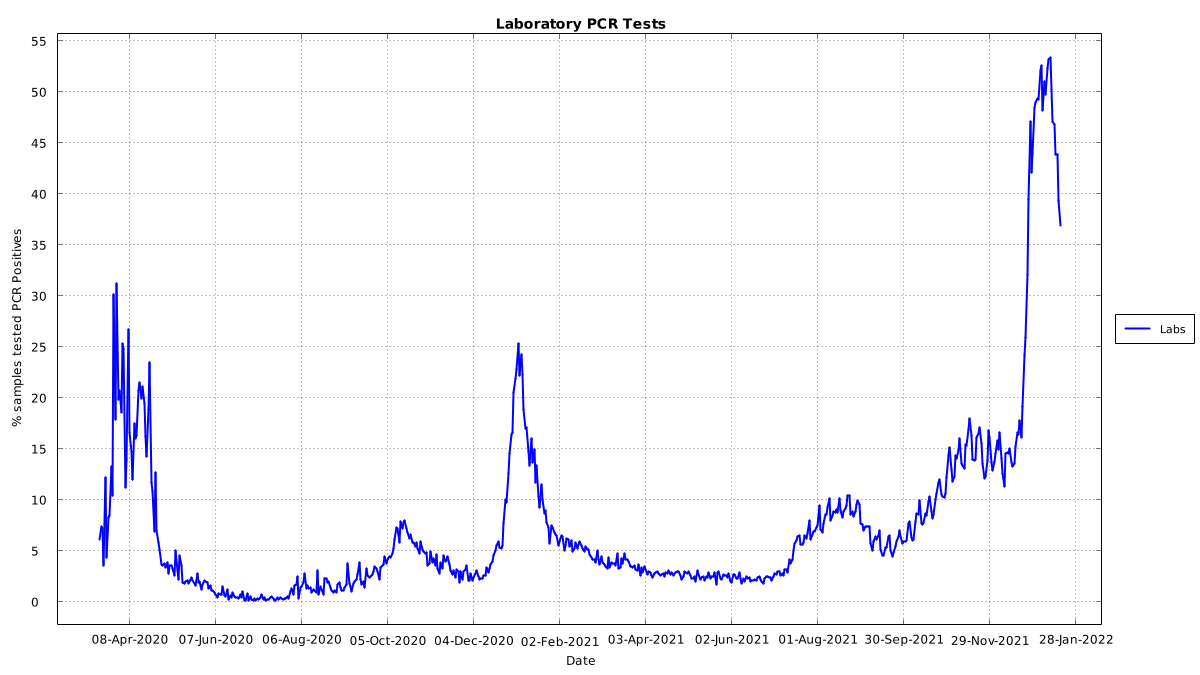 Laboratory PCR Tests
55
50
45
40
35
30
25
20
15
10
5
0
% samples tested PCR Positives
Labs
08-Apr-2020 07-Jun-2020 06-Aug-2020 05-Oct-2020 04-Dec-2020 02-Feb-2021 03-Apr-2021 02-Jun-2021 01-Aug-2021 30-Sep-2021 29-Nov-2021 28-Jan-2022
Date